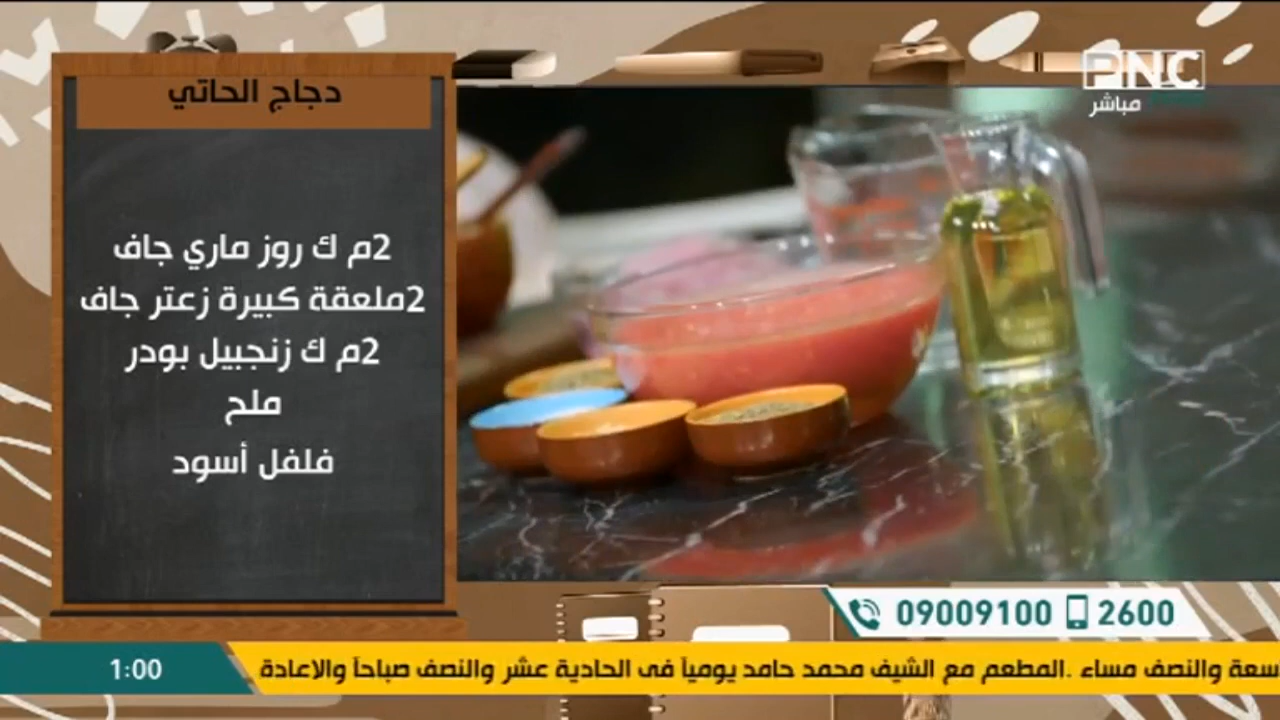 دجاج الحاتي
2م ك روز ماري جاف
2ملعقة كبيرة زعتر جاف
2م ك زنجبيل بودر
ملح
فلفل أسود
PNC
مباشر
09009100 2600
سعة والنصف مساء .المطعم مع الشيف محمد حامد يومياً فى الحادية عشر والنصف صباحاً والاعادة
1:00